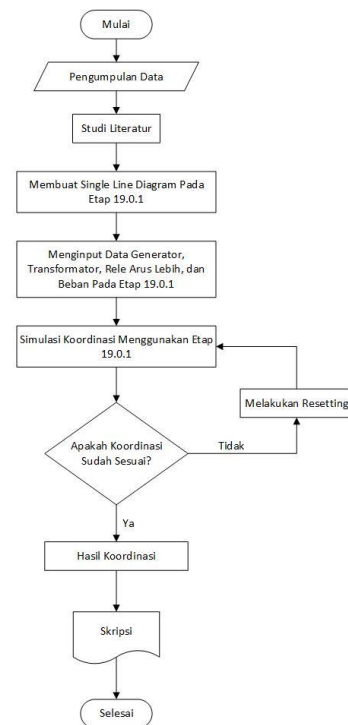 Mulai
Pengumpulan Data
Studi Literatur
Membuat Single Line Diagram Pada
Etap 19.0.1
Menginput Data Generator,
Transformator, Rele Arus Lebih, dan
Beban Pada Etap 19.0.1
Simulasi Koordinasi Menggunakan Etap
19.0.1
Melakukan Resetting
Apakah Koordinasi
Sudah Sesuai?
Tidak
Ya
Hasil Koordinasi
Skripsi
Selesai